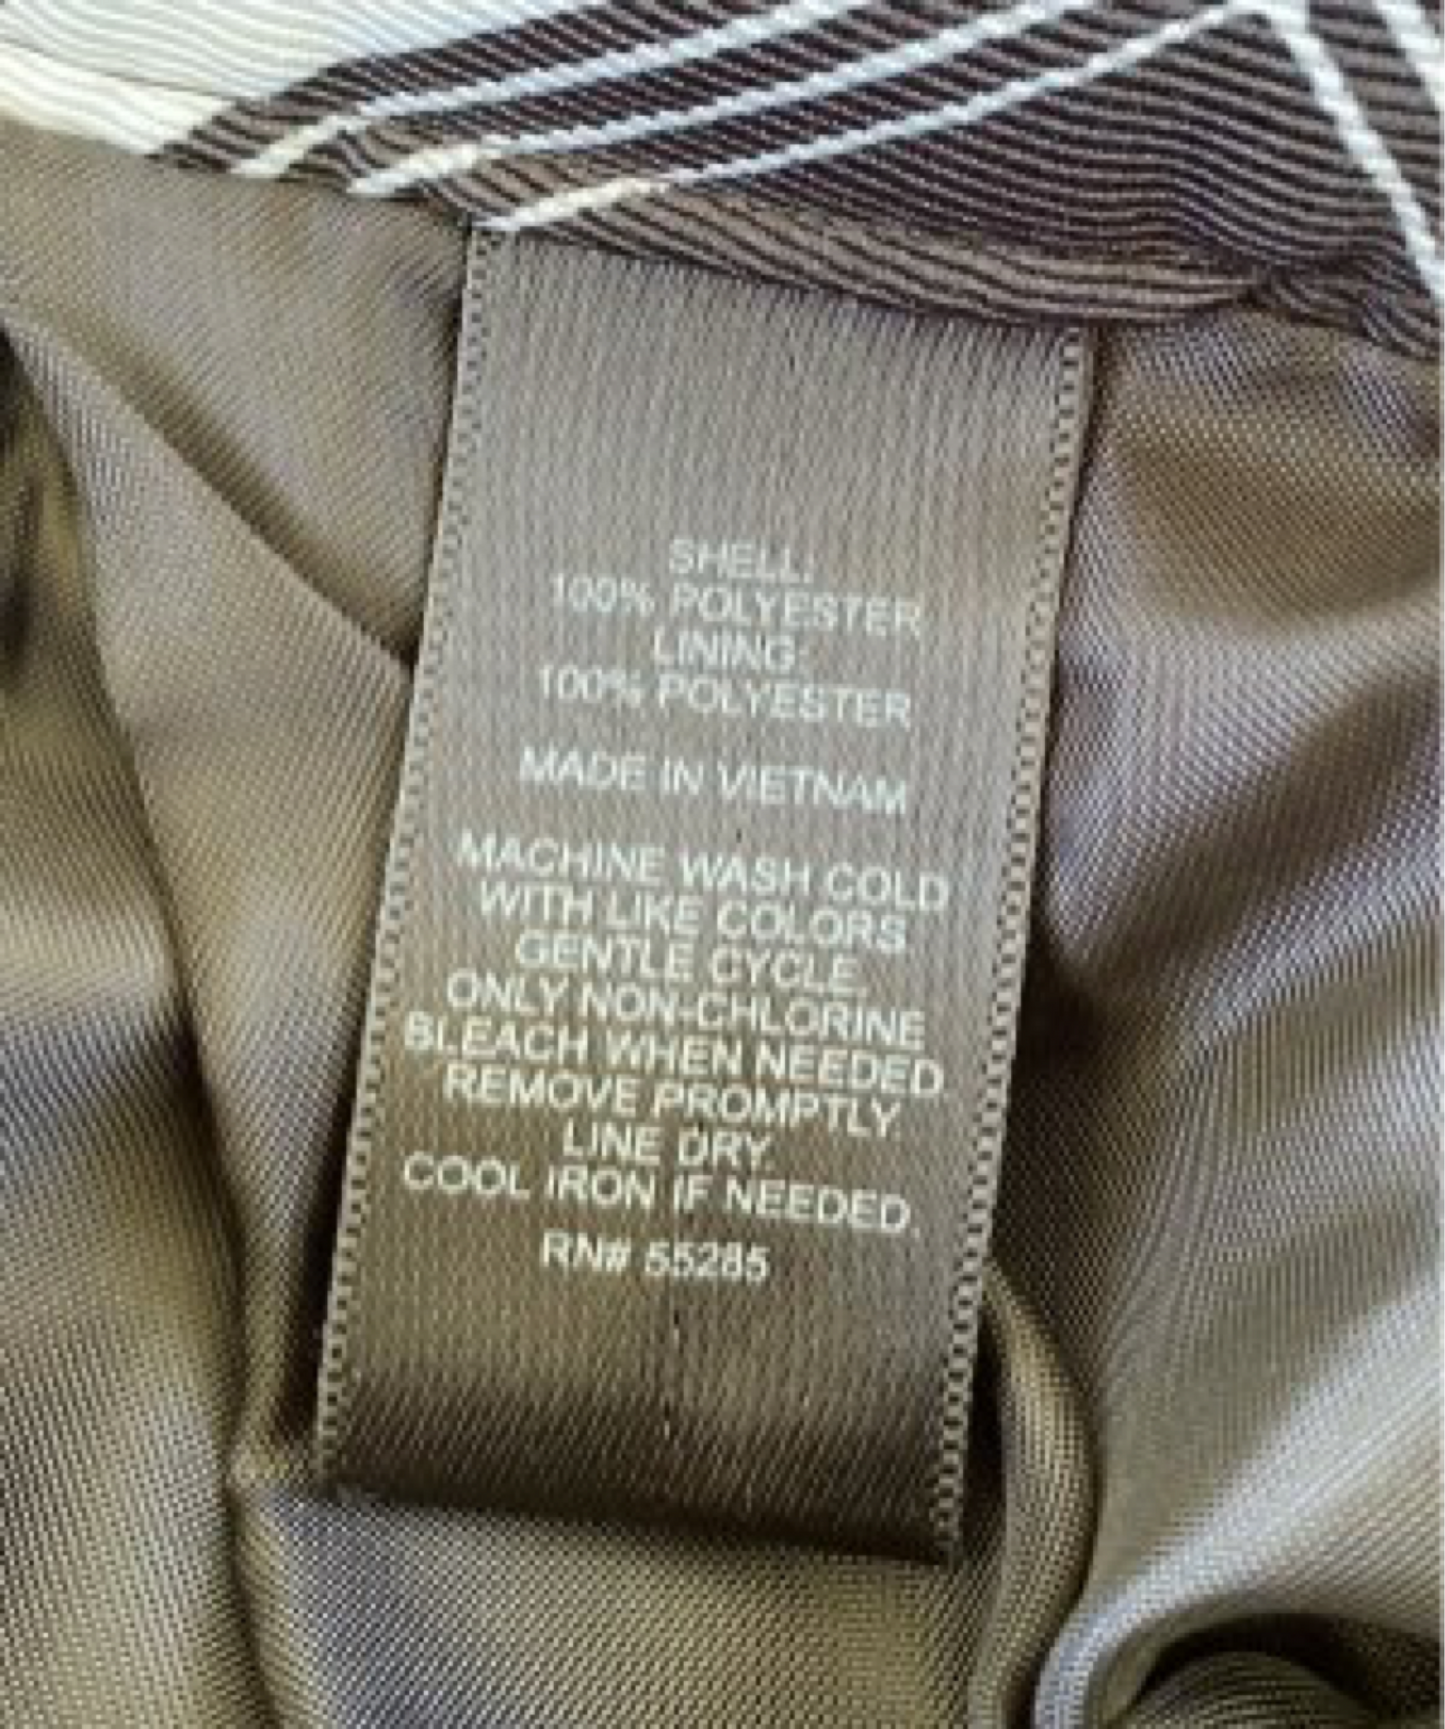 SHELL:
100% POLYESTER
LINING:
100% POLYESTER
MADE IN VIETNAM
MACHINE WASH COLD
WITH LIKE COLORS.
GENTLE CYCLE.
ONLY NON-CHLORINE
BLEACH WHEN NEEDED.
REMOVE PROMPTLY.
LINE DRY.
COOL IRON IF NEEDED.
RN# 55285